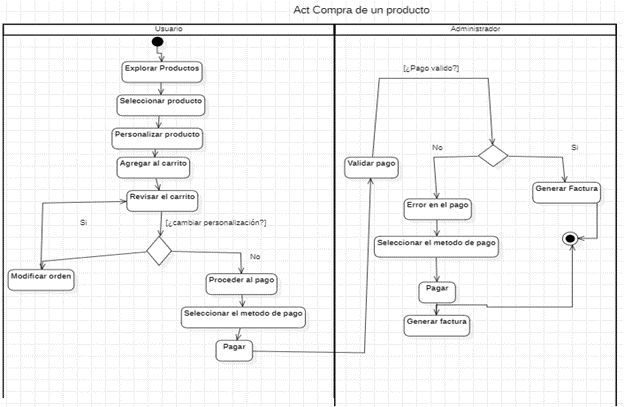 Act Compra de un producto
Usuario
Administrador
Explorar Productos
Seleccionar producto
Personalizar producto
Agregar al carrito
Revisar el carrito
[¿cambiar personalización?]
Si
Modificar orden
No
Proceder al pago
Seleccionar el metodo de pago
Pagar
Validar pago
[¿Pago valido?]
No
Si
Error en el pago
Generar Factura
Seleccionar el metodo de pago
Pagar
Generar factura